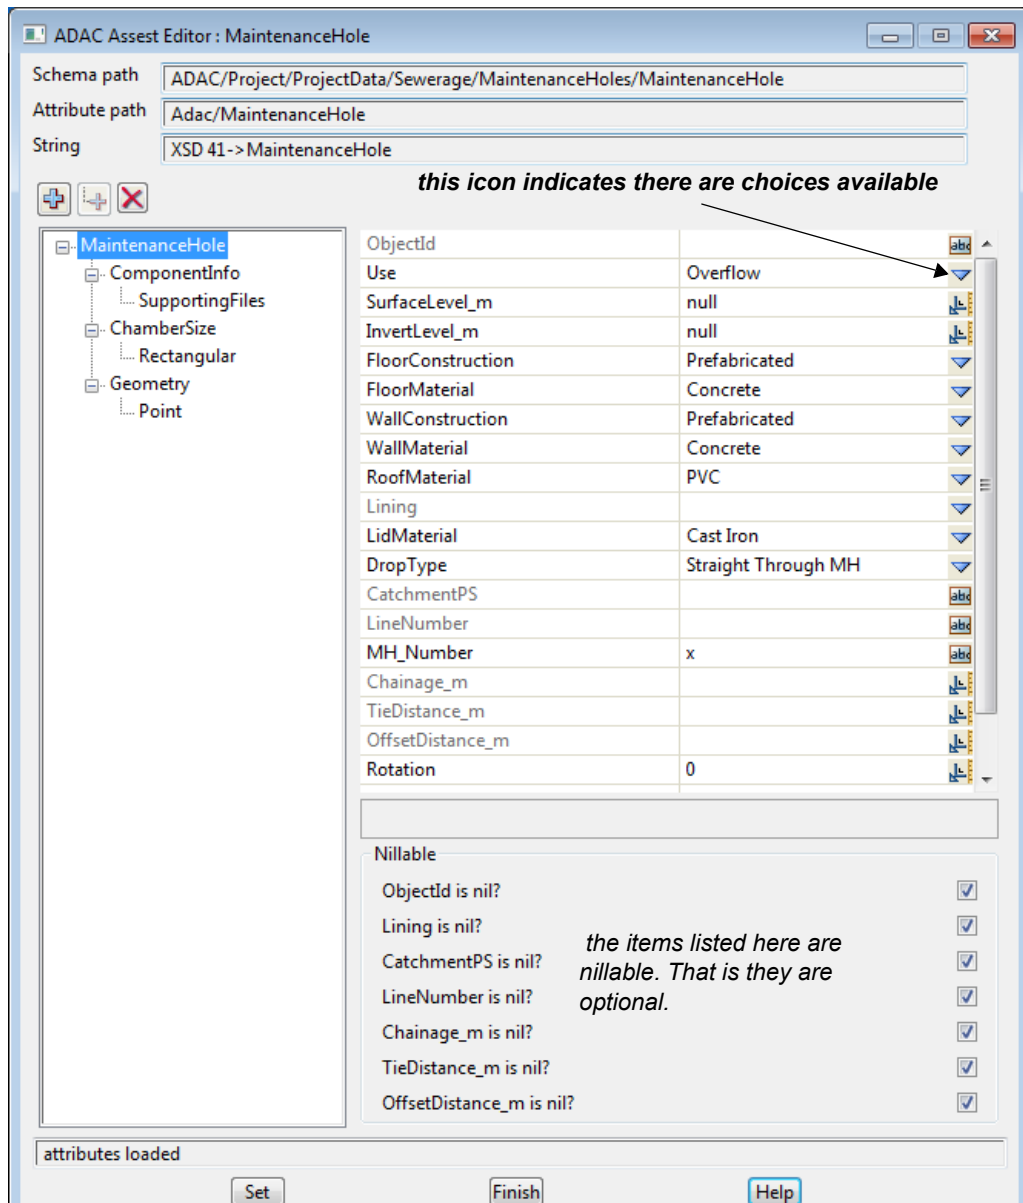 ADAC Assest Editor : MaintenanceHole
Schema path ADAC/Project/ProjectData/Sewerage/MaintenanceHoles/MaintenanceHole
Attribute path Adac/MaintenanceHole
String XSD 41->MaintenanceHole
this icon indicates there are choices available
MaintenanceHole
ComponentInfo
SupportingFiles
ChamberSize
Rectangular
Geometry
Point
ObjectId abc
Use Overflow
SurfaceLevel_m null
InvertLevel_m null
FloorConstruction Prefabricated
FloorMaterial Concrete
WallConstruction Prefabricated
WallMaterial Concrete
RoofMaterial PVC
Lining
LidMaterial Cast Iron
DropType Straight Through MH
CatchmentPS abc
LineNumber abc
MH_Number x abc
Chainage_m
TieDistance_m
OffsetDistance_m
Rotation 0
Nillable
ObjectId is nil?
Lining is nil?
CatchmentPS is nil?
LineNumber is nil?
Chainage_m is nil?
TieDistance_m is nil?
OffsetDistance_m is nil?
the items listed here are
nillable. That is they are
optional.
attributes loaded
Set Finish Help